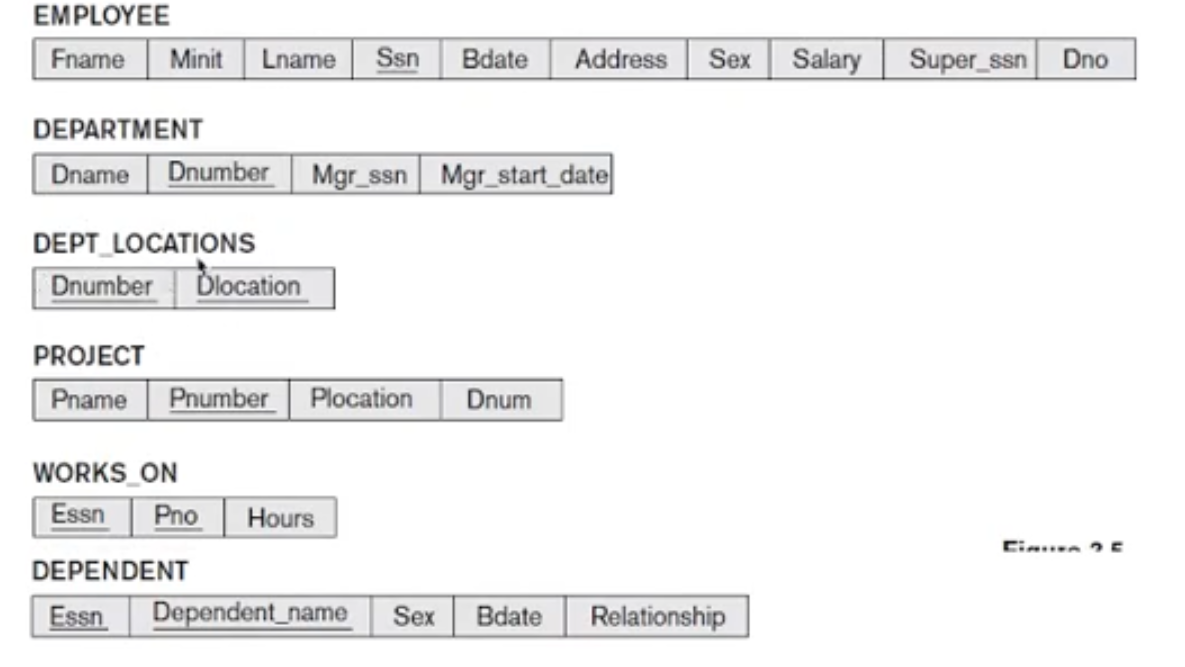 EMPLOYEE
Fname Minit Lname Ssn Bdate Address Sex Salary Super_ssn Dno
DEPARTMENT
Dname Dnumber Mgr_ssn Mgr_start_date
DEPT_LOCATIONS
Dnumber Dlocation
PROJECT
Pname Pnumber Plocation Dnum
WORKS_ON
Essn Pno Hours
DEPENDENT
Essn Dependent_name Sex Bdate Relationship